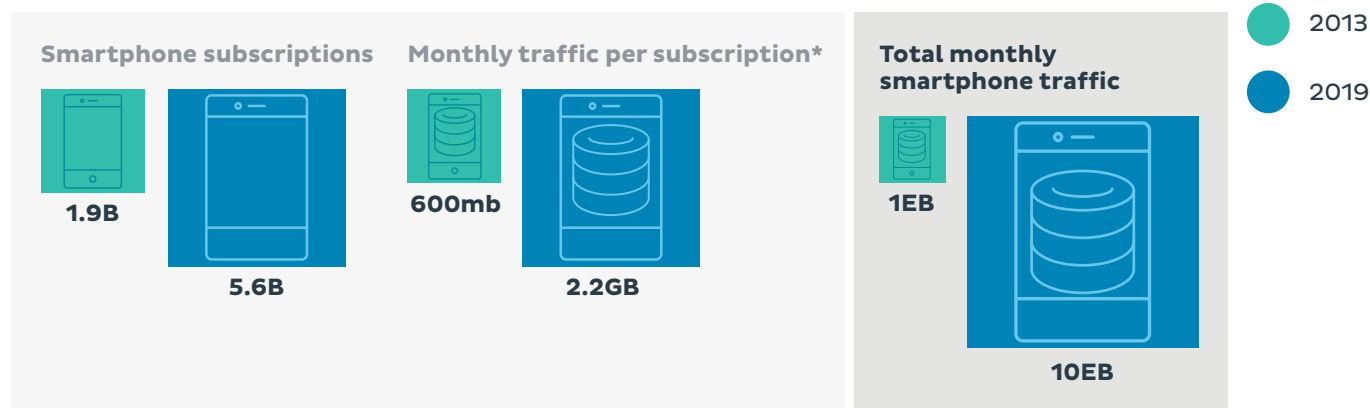 Smartphone subscriptions
1.9B
5.6B
Monthly traffic per subscription*
600mb
2.2GB
Total monthly
smartphone traffic
1EB
10EB
2013
2019